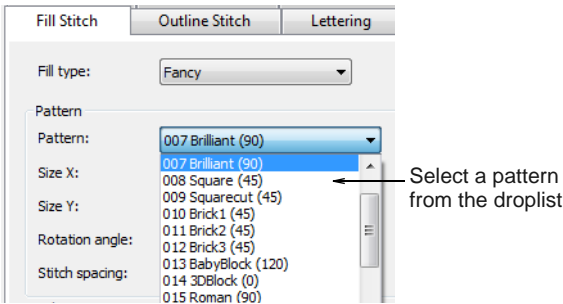 Fill Stitch Outline Stitch Lettering
Fill type: Fancy
Pattern
Pattern: 007 Brilliant (90)
007 Brilliant (90)
Size X: 008 Square (45)
009 Squarecut (45)
Size Y: 010 Brick1 (45)
011 Brick2 (45)
Rotation angle: 012 Brick3 (45)
013 BabyBlock (120)
Stitch spacing: 014 3DBlock (0)
015 Roman (90)
Select a pattern
from the droplist